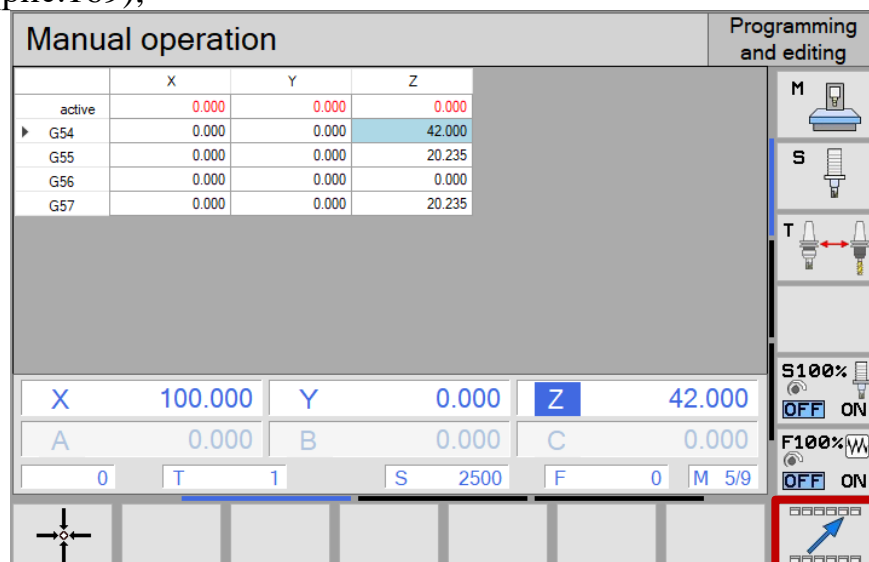 Manual operation
Programming
and editing
X Y Z
active 0.000 0.000 0.000
G54 0.000 0.000 42.000
G55 0.000 0.000 20.235
G56 0.000 0.000 0.000
G57 0.000 0.000 20.235
M
S
T
S100%
OFF ON
F100%
OFF ON
X 100.000 Y 0.000 Z 42.000
A 0.000 B 0.000 C 0.000
0 T 1 S 2500 F 0 M 5/9